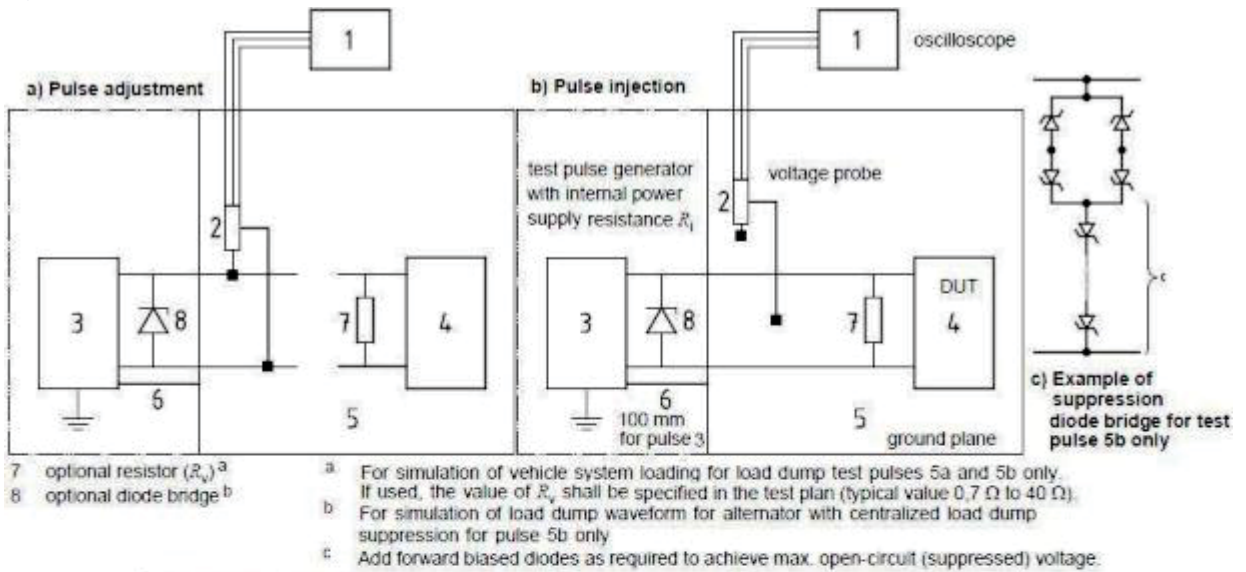 1
1 oscilloscope
a) Pulse adjustment
b) Pulse injection
test pulse generator
with internal power
supply resistance Ri
voltage probe
2
2
c
3
8
7
4
3
8
7
DUT
4
6
5
6
100 mm
for pulse 3
5
ground plane
c) Example of
suppression
diode bridge for test
pulse 5b only
7 optional resistor (Rv) a
8 optional diode bridge b
a For simulation of vehicle system loading for load dump test pulses 5a and 5b only.
If used, the value of Rv shall be specified in the test plan (typical value 0,7 Ω to 40 Ω).
b For simulation of load dump waveform for alternator with centralized load dump
suppression for pulse 5b only
c Add forward biased diodes as required to achieve max. open-circuit (suppressed) voltage.